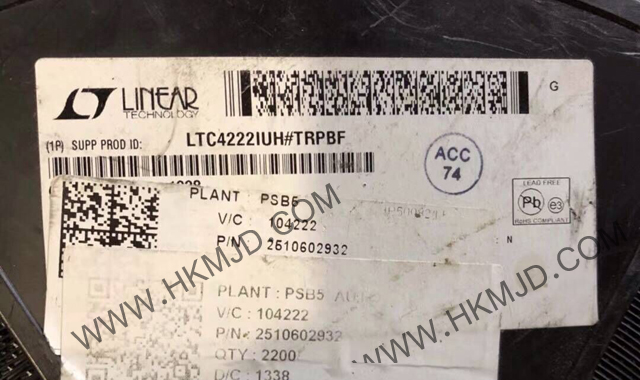 LINEAR
TECHNOLOGY
G
(1P) SUPP PROD ID: LTC4222IUH#TRPBF
ACC
74
LEAD FREE
Pb e3
RoHS COMPLIANT
PLANT PSB5
V/C : 104222
P/N : 2510602932
N
PLANT : PSB5
V/C : 104222
P/N : 2510602932
QTY : 2200
D/C : 1338
WWW.HKMJD.COM
WWW.HKMJD.COM